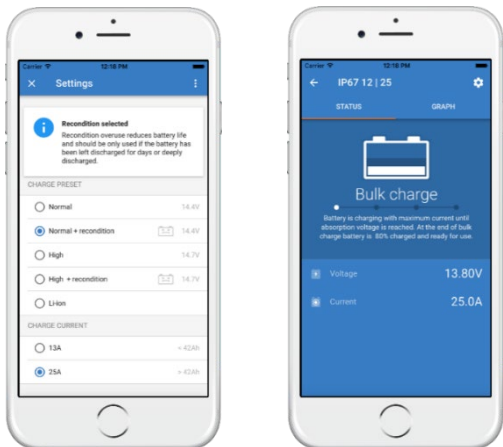 Carrier 12:18 PM
Settings
Recondition selected
Recondition overuse reduces battery life
and should be only used if the battery has
been left discharged for days or deeply
discharged.
CHARGE PRESET
Normal 14.4V
Normal + recondition 14.4V
High 14.7V
High + recondition 14.7V
Li-ion
CHARGE CURRENT
13A
25A
Carrier 12:18 PM
IP67 12 | 25
STATUS GRAPH
Bulk charge
Battery is charging with maximum current until
absorption voltage is reached. At the end of bulk
charge battery is 80% charged and ready for use.
Voltage 13.80V
Current 25.0A